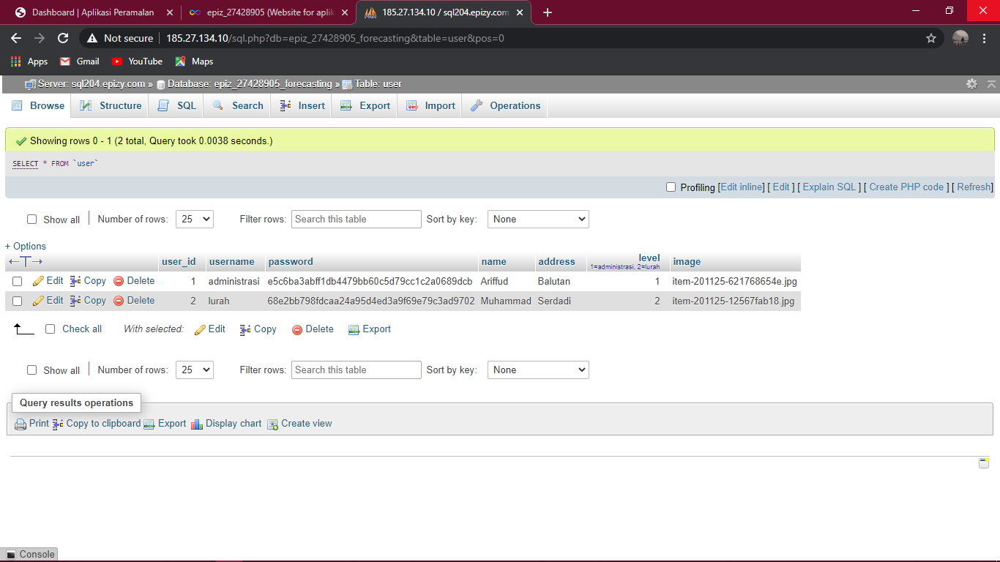 Dashboard | Aplikasi Peramalan
epiz_27428905 (Website for aplik
185.27.134.10 / sql204.epizy.com
Not secure | 185.27.134.10/sql.php?db=epiz_27428905_forecasting&table=user&pos=0
Apps Gmail YouTube Maps
Server: sql204.epizy.com » Database: epiz_27428905_forecasting » Table: user
Browse Structure SQL Search Insert Export Import Operations
Showing rows 0 - 1 (2 total, Query took 0.0038 seconds.)
SELECT * FROM `user`
Profiling [Edit inline] [ Edit ] [ Explain SQL ] [ Create PHP code ] [ Refresh]
Show all | Number of rows: 25 Filter rows: Search this table Sort by key: None
+ Options
←T→ user_id username password name address level image
1=administrasi, 2=lurah
Edit Copy Delete 1 administrasi e5c6ba3abff1db4479bb60c5d79cc1c2a0689dcb Ariffud Balutan 1 item-201125-621768654e.jpg
Edit Copy Delete 2 lurah 68e2bb798fdcaa24a95d4ed3a9f69e79c3ad9702 Muhammad Serdadi 2 item-201125-12567fab18.jpg
Check all With selected: Edit Copy Delete Export
Show all | Number of rows: 25 Filter rows: Search this table Sort by key: None
Query results operations
Print Copy to clipboard Export Display chart Create view
Console